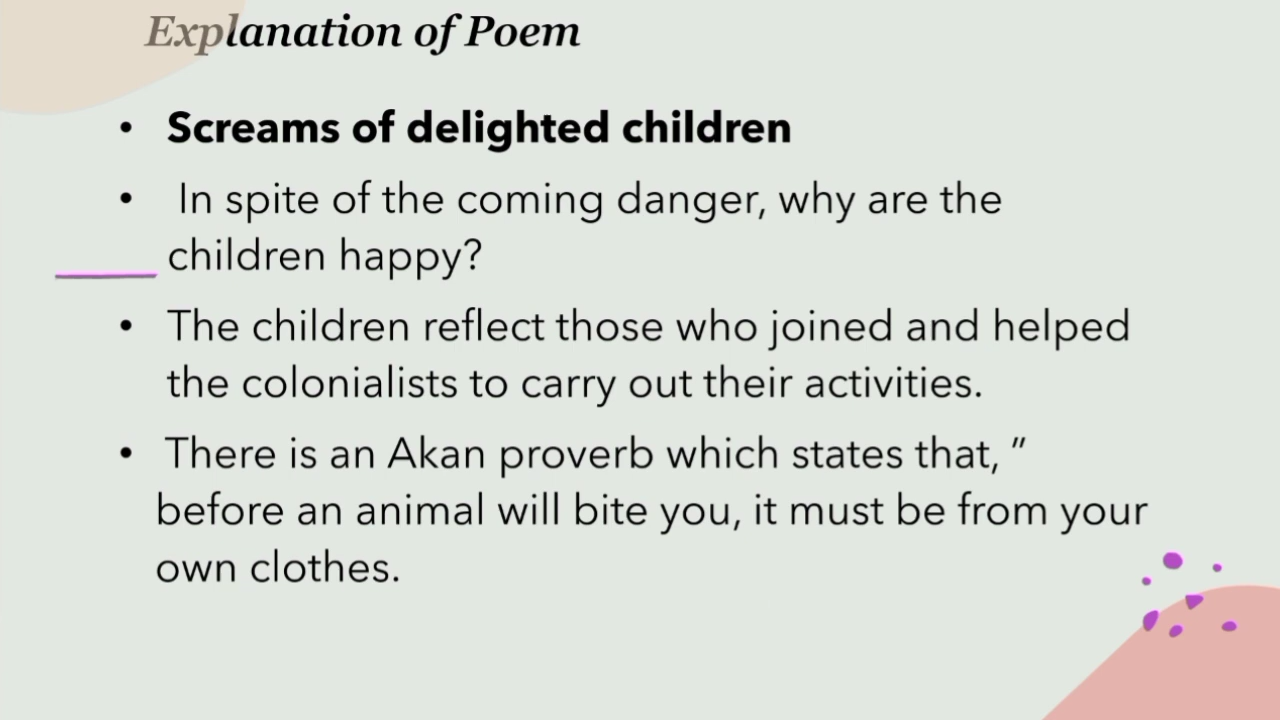 Explanation of Poem
• Screams of delighted children
• In spite of the coming danger, why are the
children happy?
• The children reflect those who joined and helped
the colonialists to carry out their activities.
• There is an Akan proverb which states that, ”
before an animal will bite you, it must be from your
own clothes.